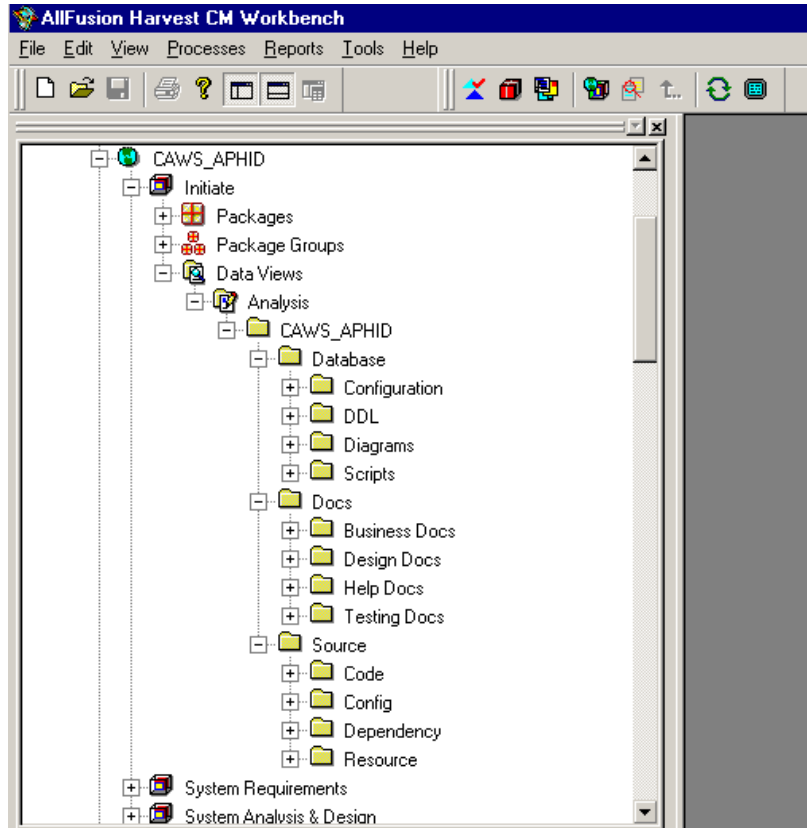 AllFusion Harvest CM Workbench
File Edit View Processes Reports Tools Help
CAWS_APHID
Initiate
Packages
Package Groups
Data Views
Analysis
CAWS_APHID
Database
Configuration
DDL
Diagrams
Scripts
Docs
Business Docs
Design Docs
Help Docs
Testing Docs
Source
Code
Config
Dependency
Resource
System Requirements
System Analysis & Design